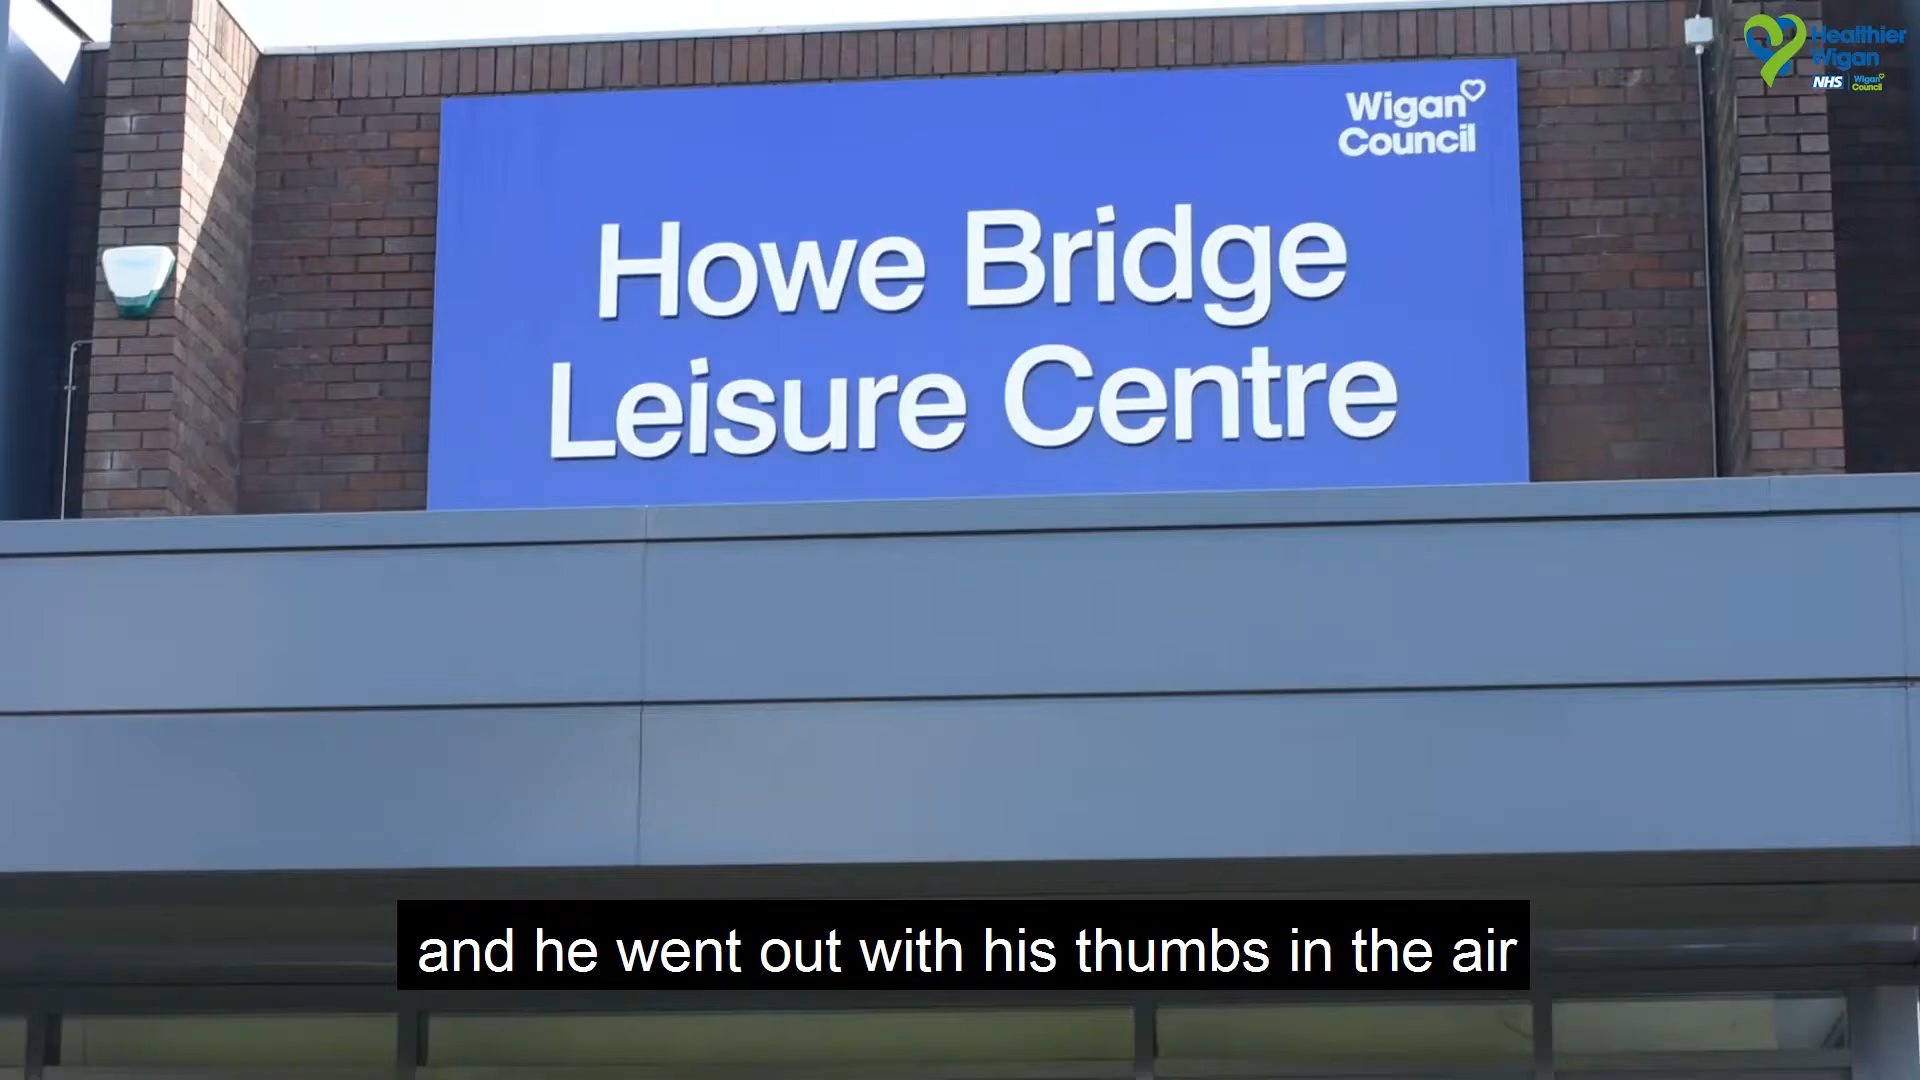 Healthier
Wigan
NHS
Wigan
Council
Wigan
Council
Howe Bridge
Leisure Centre
and he went out with his thumbs in the air